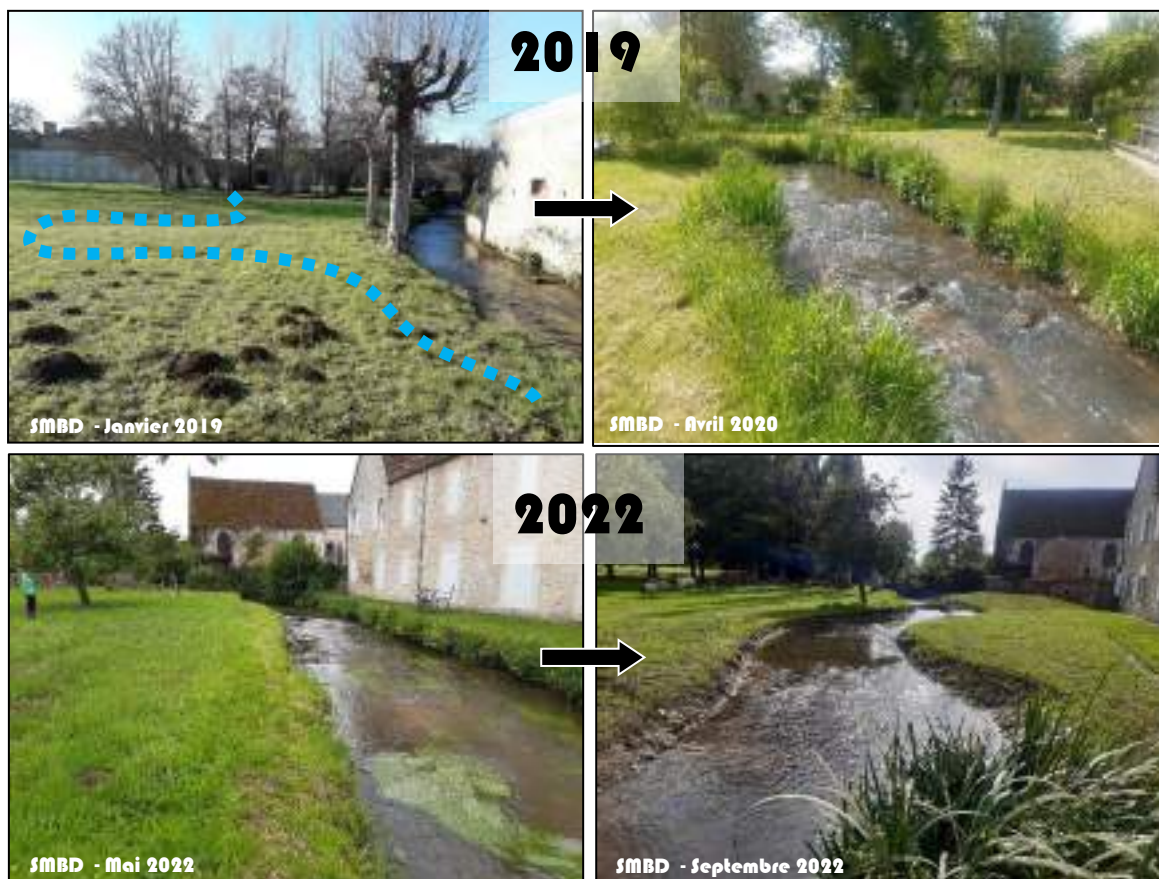 2019
SMBD - Janvier 2019
SMBD - Avril 2020
2022
SMBD - Mai 2022
SMBD - Septembre 2022